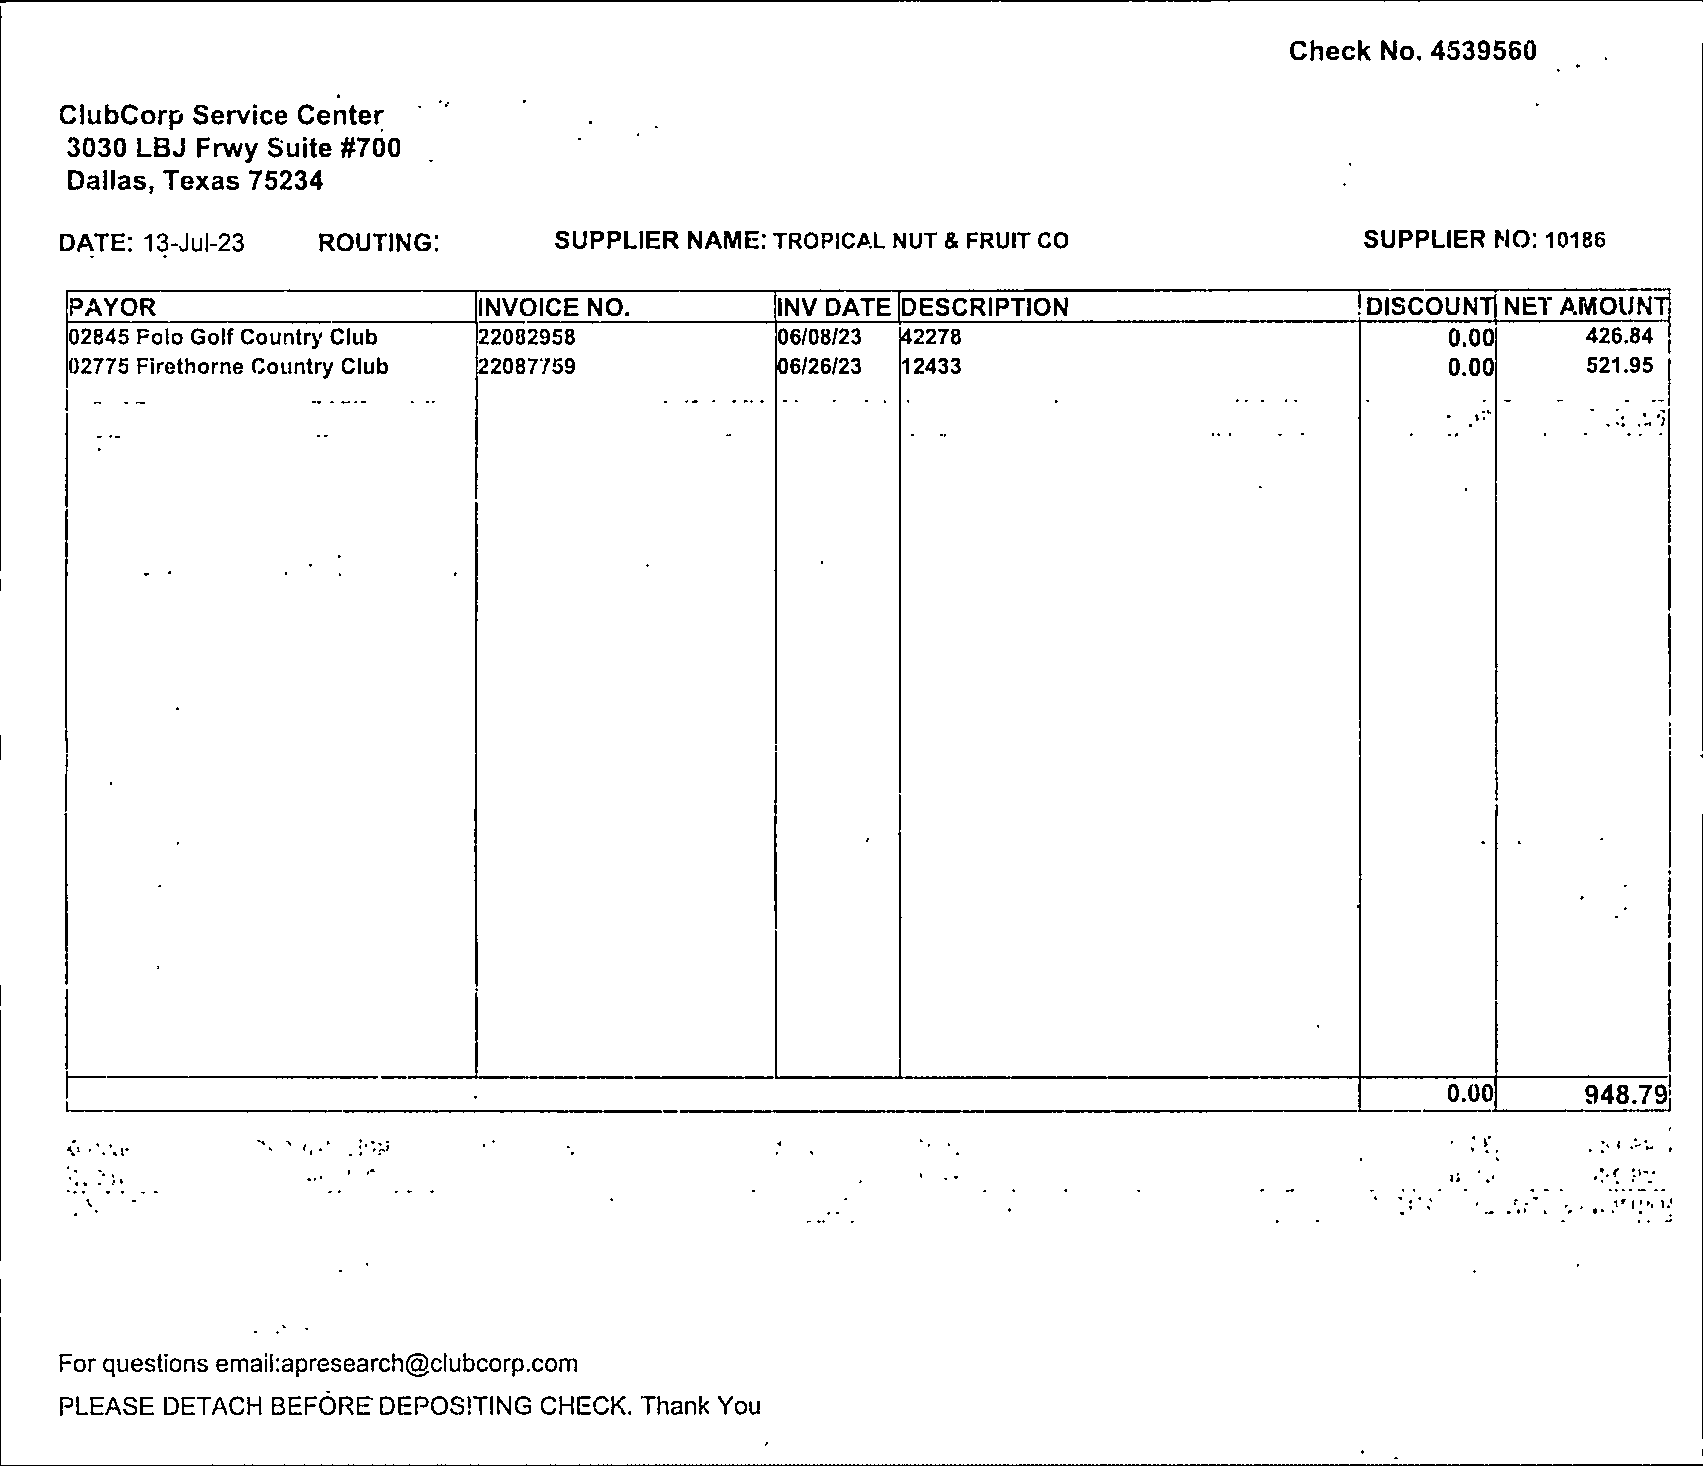 Check No. 4539560
ClubCorp Service Center
3030 LBJ Frwy Suite #700
Dallas, Texas 75234
DATE: 13-Jul-23 ROUTING: SUPPLIER NAME: TROPICAL NUT & FRUIT CO SUPPLIER NO: 10186
PAYOR INVOICE NO. INV DATE DESCRIPTION DISCOUNT NET AMOUNT
02845 Polo Golf Country Club 22082958 06/08/23 42278 0.00 426.84
02775 Firethorne Country Club 22087759 06/26/23 12433 0.00 521.95
0.00 948.79
For questions email:apresearch@clubcorp.com
PLEASE DETACH BEFORE DEPOSITING CHECK. Thank You